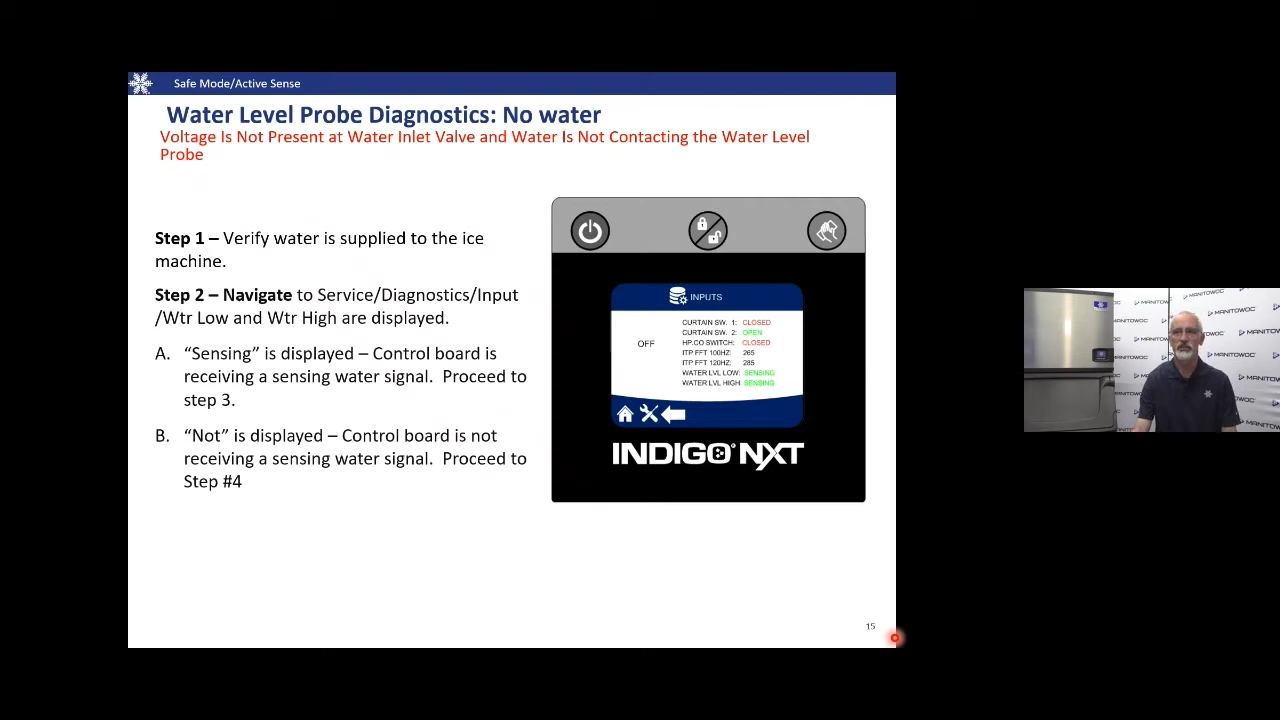 Safe Mode/Active Sense
Water Level Probe Diagnostics: No water
Voltage Is Not Present at Water Inlet Valve and Water Is Not Contacting the Water Level
Probe
Step 1 – Verify water is supplied to the ice
machine.
Step 2 – Navigate to Service/Diagnostics/Input
/Wtr Low and Wtr High are displayed.
A. “Sensing” is displayed – Control board is
receiving a sensing water signal. Proceed to
step 3.
B. “Not” is displayed – Control board is not
receiving a sensing water signal. Proceed to
Step #4
INPUTS
OFF
CURTAIN SW. 1: CLOSED
CURTAIN SW. 2: OPEN
HP.CO SWITCH: CLOSED
ITP FFT 100HZ: 265
ITP FFT 120HZ: 285
WATER LVL LOW: SENSING
WATER LVL HIGH: SENSING
INDIGO® NXT
15
MANITOWOC
MANITOWOC
MANITOWOC
MANITOWOC